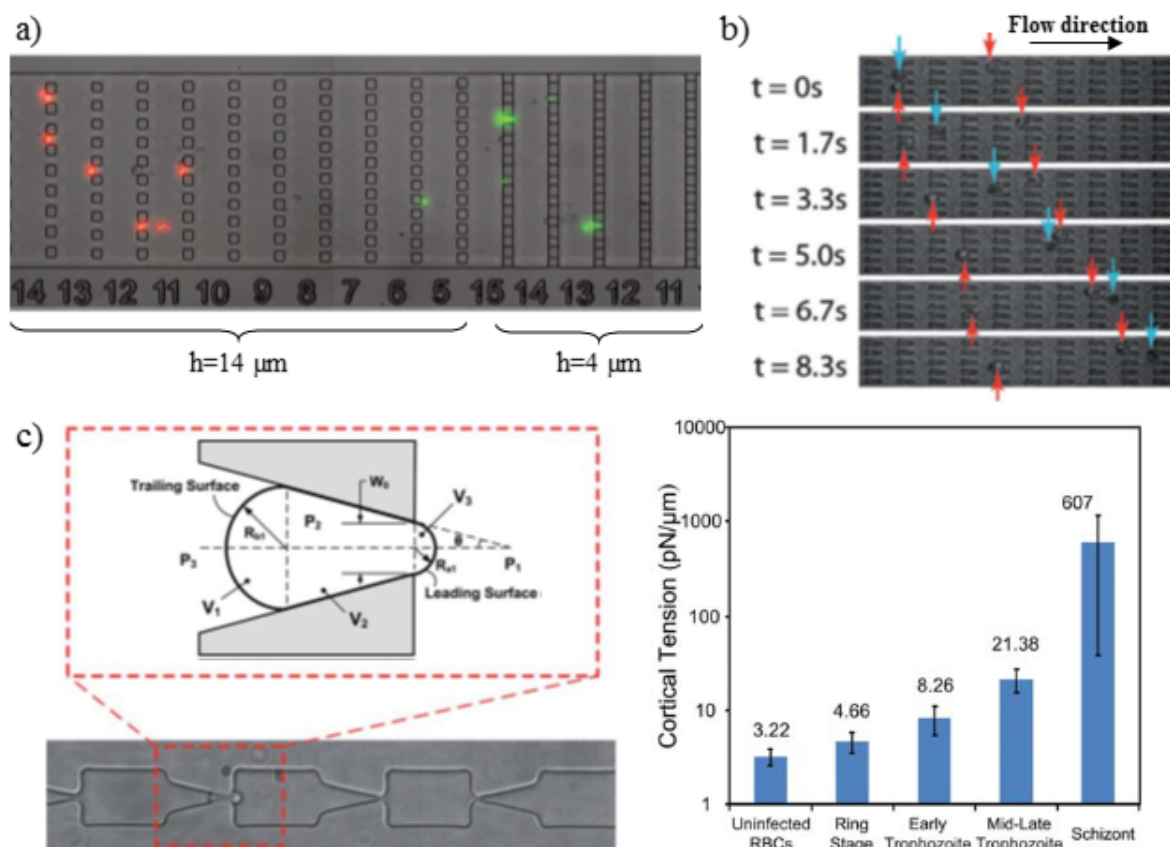 a)
14 13 12 11 10 9 8 7 6 5 15 14 13 12 11
h=14 μm
h=4 μm
b)
Flow direction
t = 0s
t = 1.7s
t = 3.3s
t = 5.0s
t = 6.7s
t = 8.3s
c)
Trailing Surface
W₀
V₃
P₂
θ
P₃
P₁
Leading Surface
V₁
V₂
Cortical Tension (pN/μm)
10000
1000
100
10
1
3.22
4.66
8.26
21.38
607
Uninfected RBCs
Ring Stage
Early Trophozoite
Mid-Late Trophozoite
Schizont